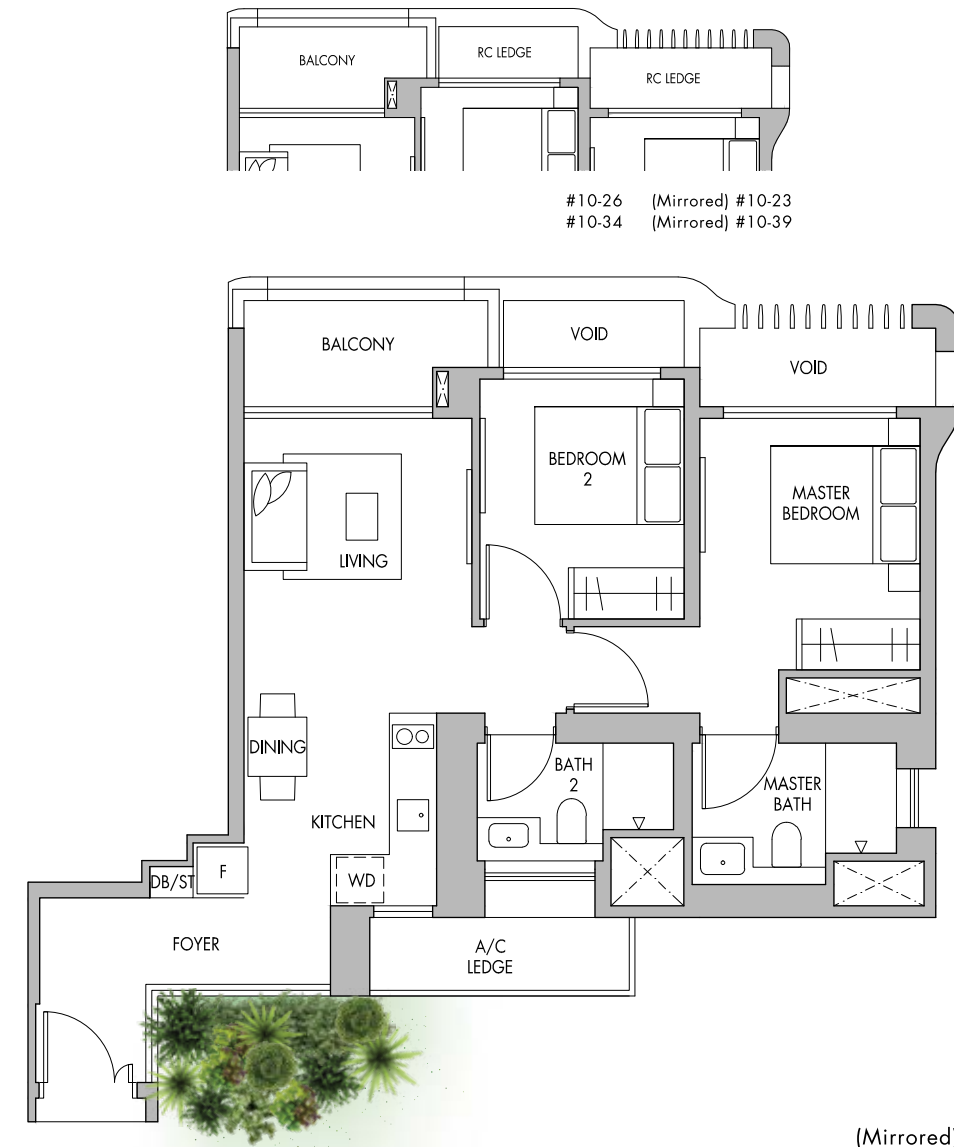 BALCONY
RC LEDGE
RC LEDGE
#10-26 (Mirrored) #10-23
#10-34 (Mirrored) #10-39
BALCONY
VOID
VOID
BEDROOM
2
MASTER
BEDROOM
LIVING
DINING
BATH
2
MASTER
BATH
KITCHEN
DB/ST
F
WD
FOYER
A/C
LEDGE
(Mirrored)